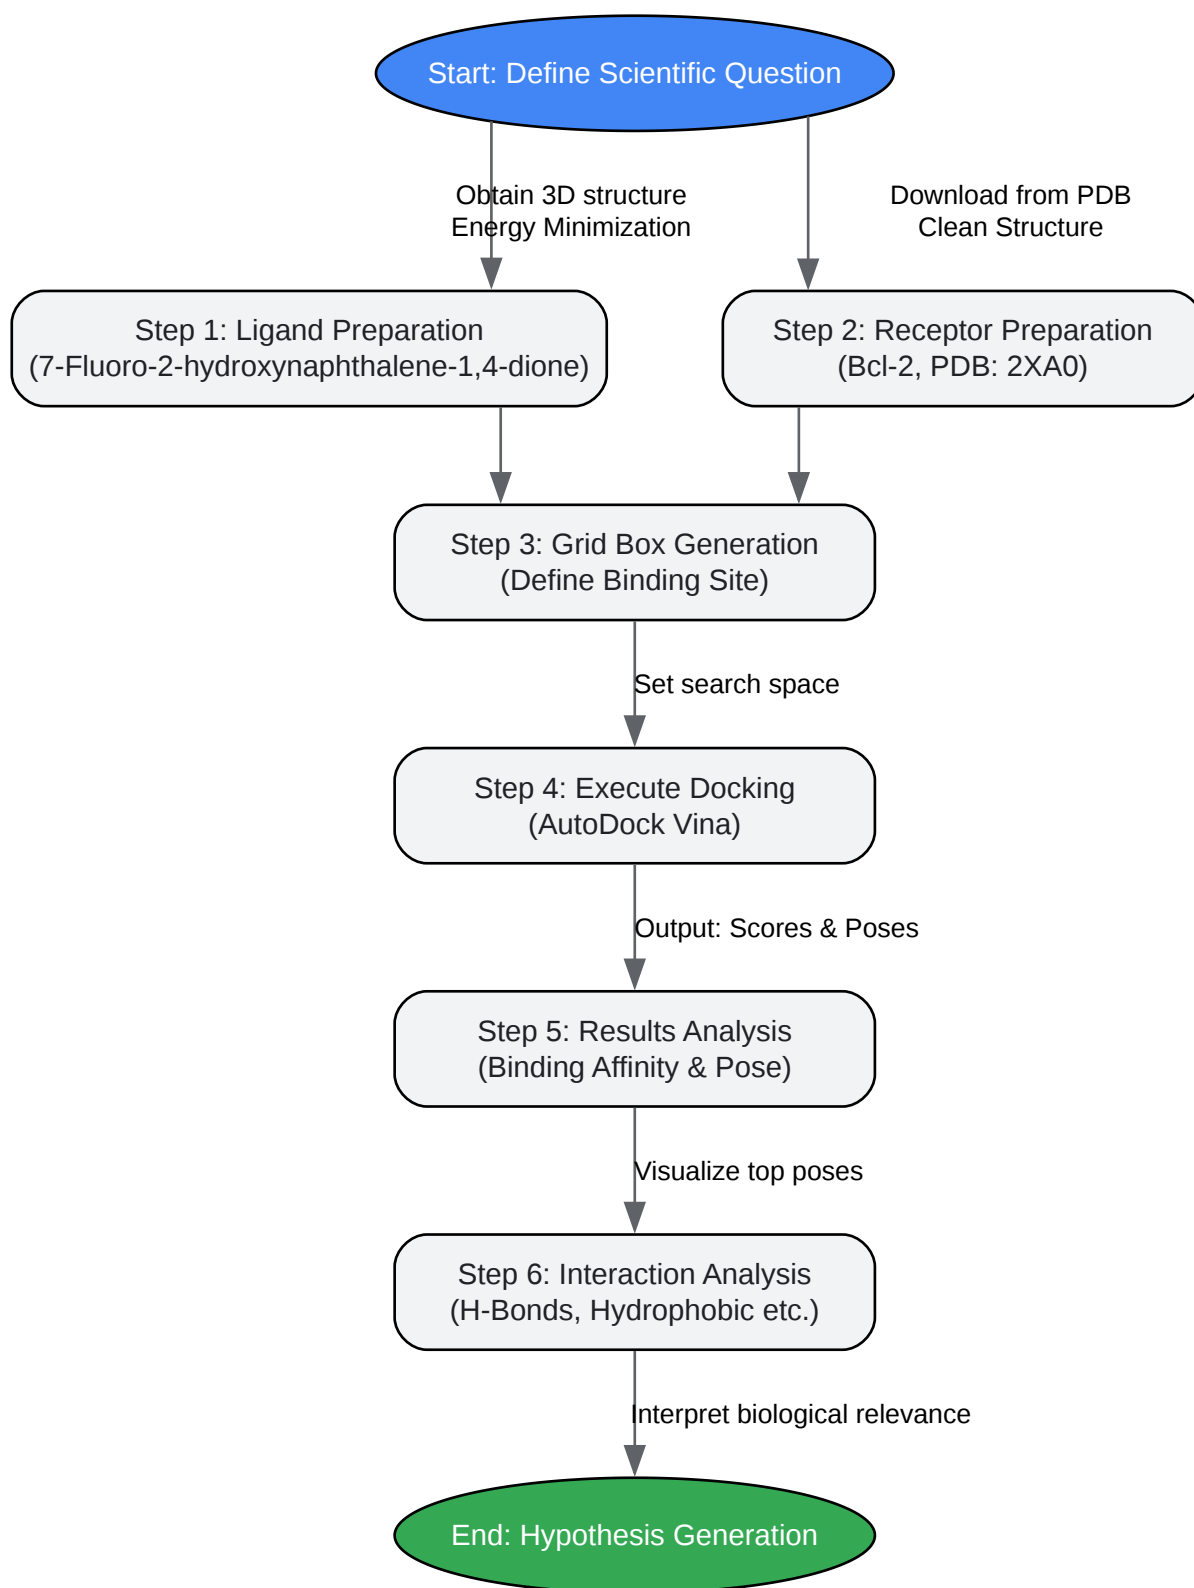 Start: Define Scientific Question
Obtain 3D structure
Energy Minimization
Download from PDB
Clean Structure
Step 1: Ligand Preparation
(7-Fluoro-2-hydroxynaphthalene-1,4-dione)
Step 2: Receptor Preparation
(Bcl-2, PDB: 2XA0)
Step 3: Grid Box Generation
(Define Binding Site)
Set search space
Step 4: Execute Docking
(AutoDock Vina)
Output: Scores & Poses
Step 5: Results Analysis
(Binding Affinity & Pose)
Visualize top poses
Step 6: Interaction Analysis
(H-Bonds, Hydrophobic etc.)
Interpret biological relevance
End: Hypothesis Generation